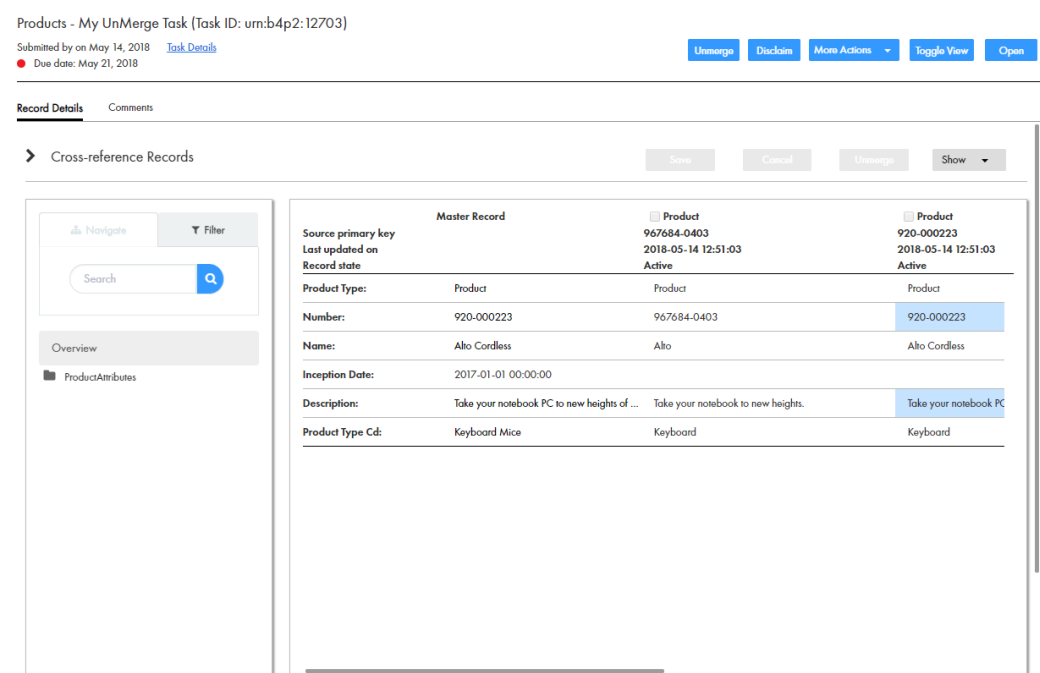 Products - My UnMerge Task (Task ID: urn:b4p2:12703)
Submitted by on May 14, 2018 Task Details
Due date: May 21, 2018
Unmerge Disclaim More Actions Toggle View Open
Record Details Comments
Cross-reference Records
Save Cancel Unmerge Show
Navigate Filter
Search
Overview
ProductAttributes
Master Record Product Product
Source primary key 967684-0403 920-000223
Last updated on 2018-05-14 12:51:03 2018-05-14 12:51:03
Record state Active Active
Product Type: Product Product Product
Number: 920-000223 967684-0403 920-000223
Name: Alto Cordless Alto Alto Cordless
Inception Date: 2017-01-01 00:00:00
Description: Take your notebook PC to new heights of ... Take your notebook to new heights. Take your notebook PC
Product Type Cd: Keyboard Mice Keyboard Keyboard